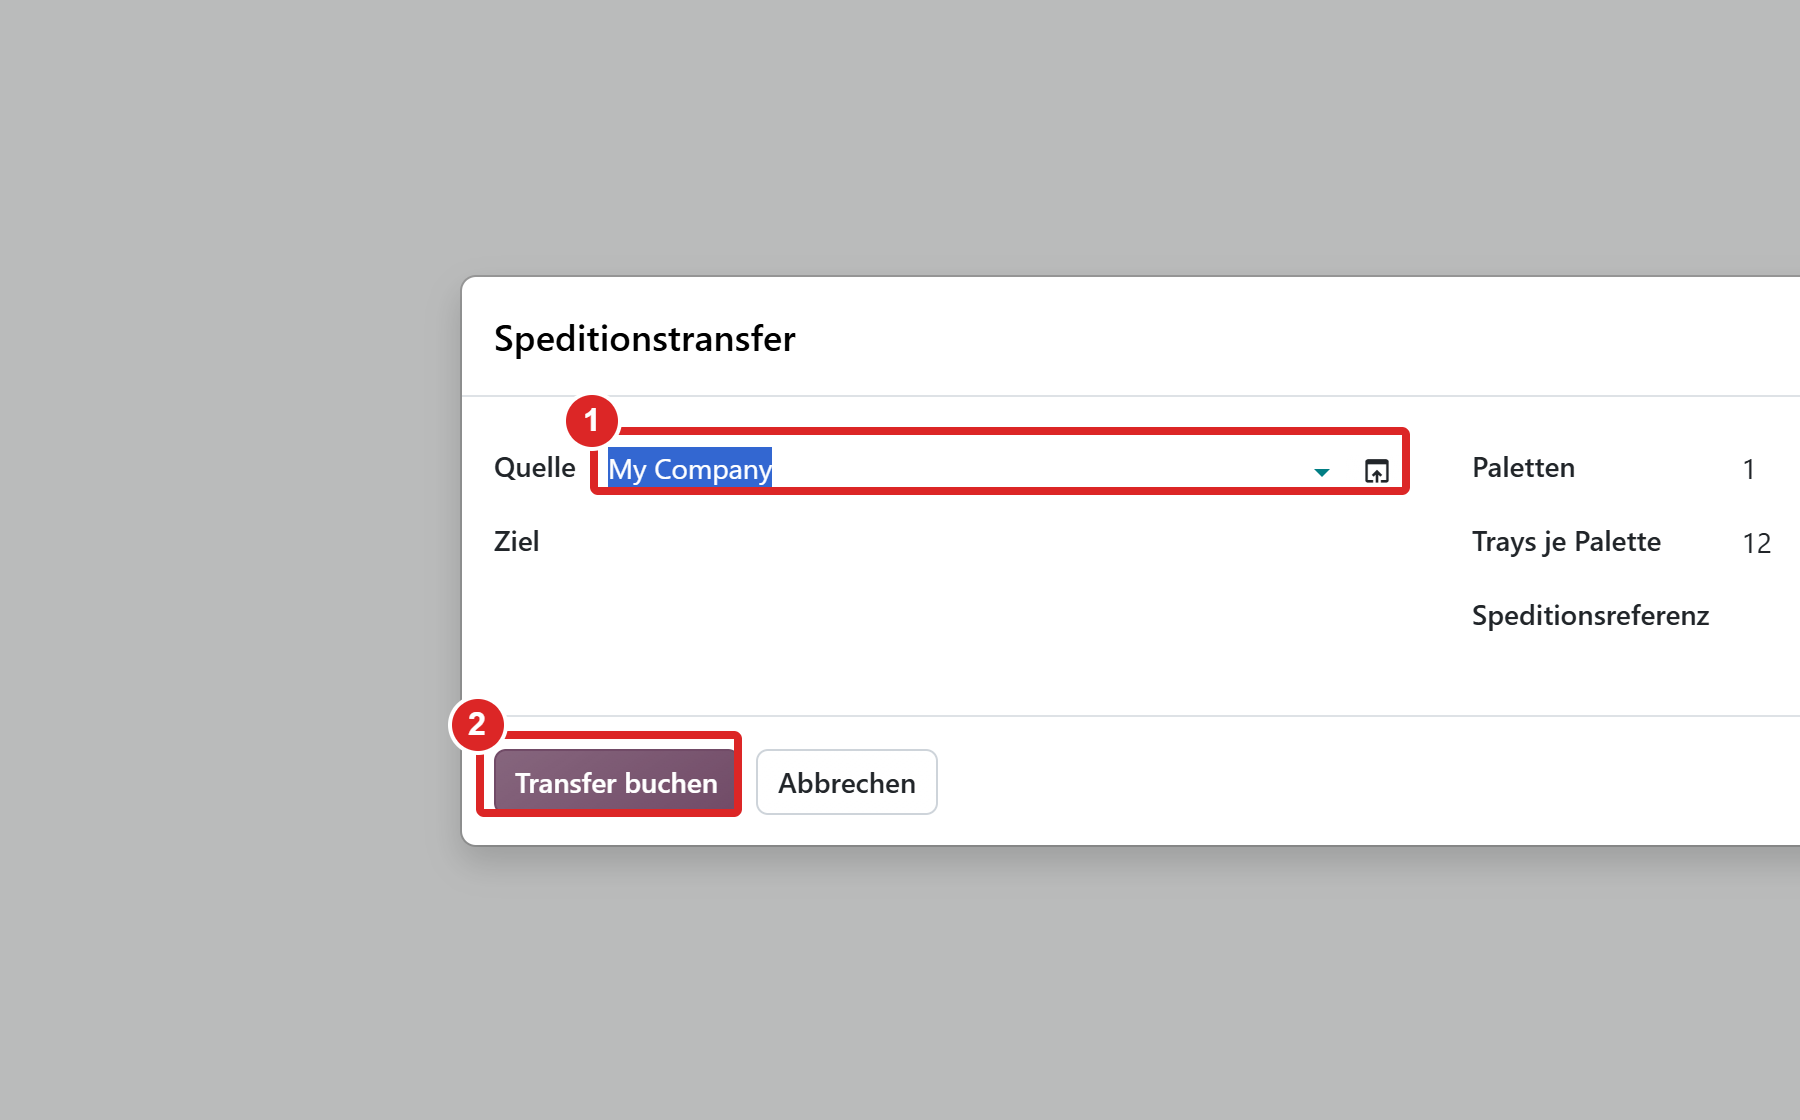 Speditionstransfer
1
Quelle My Company
Paletten 1
Ziel
Trays je Palette 12
Speditionsreferenz
2
Transfer buchen Abbrechen